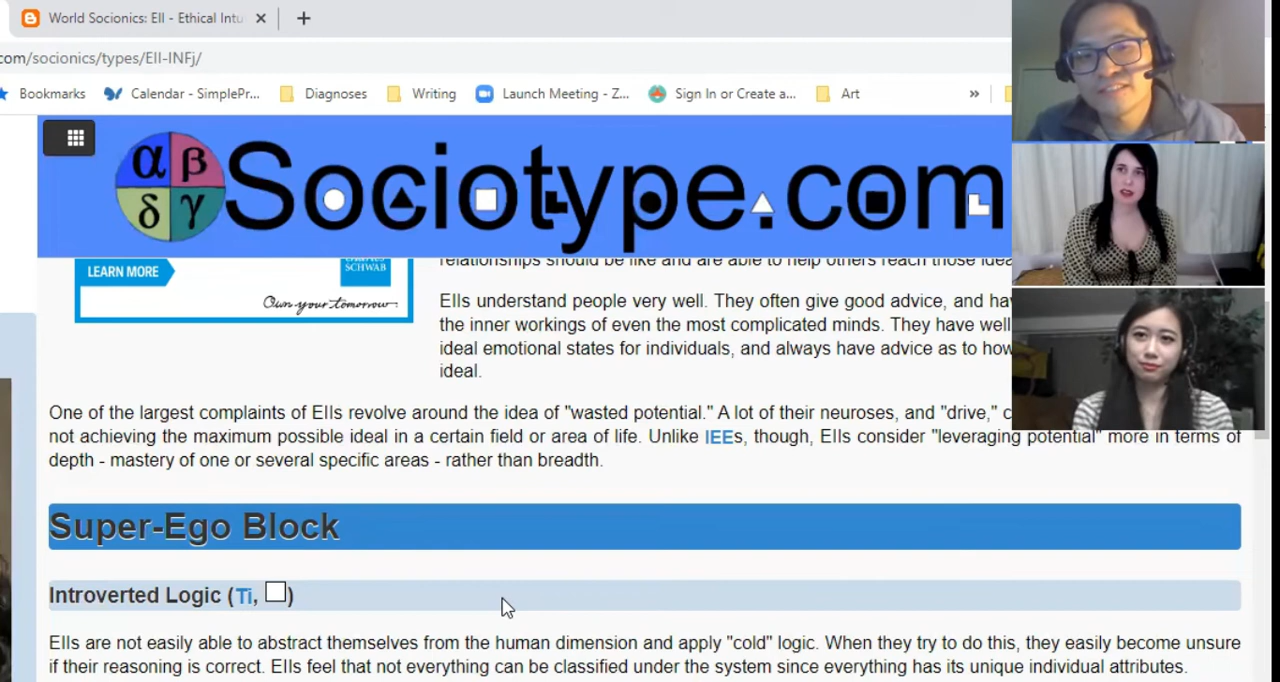 World Socionics: EII - Ethical Intu
com/socionics/types/EII-INFj/
Bookmarks
Calendar - SimplePr...
Diagnoses
Writing
Launch Meeting - Z...
Sign In or Create a...
Art
»
α β
δ γ
Sociotype.com
LEARN MORE
SCHWAB
Own your tomorrow.
relationships should be like and are able to help others reach those idea
EIIs understand people very well. They often give good advice, and hav
the inner workings of even the most complicated minds. They have well
ideal emotional states for individuals, and always have advice as to how
ideal.
One of the largest complaints of EIIs revolve around the idea of "wasted potential." A lot of their neuroses, and "drive," c
not achieving the maximum possible ideal in a certain field or area of life. Unlike IEEs, though, EIIs consider "leveraging potential" more in terms of
depth - mastery of one or several specific areas - rather than breadth.
Super-Ego Block
Introverted Logic (Ti, □)
EIIs are not easily able to abstract themselves from the human dimension and apply "cold" logic. When they try to do this, they easily become unsure
if their reasoning is correct. EIIs feel that not everything can be classified under the system since everything has its unique individual attributes.